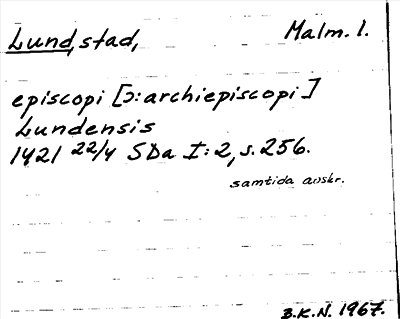 Lund, stad, Malm. l.
episcopi [ɔ: archiepiscopi]
Lundensis
1421 22/4 SDa I:2, s. 256.
samtida avskr.
B.K.N. 1967.